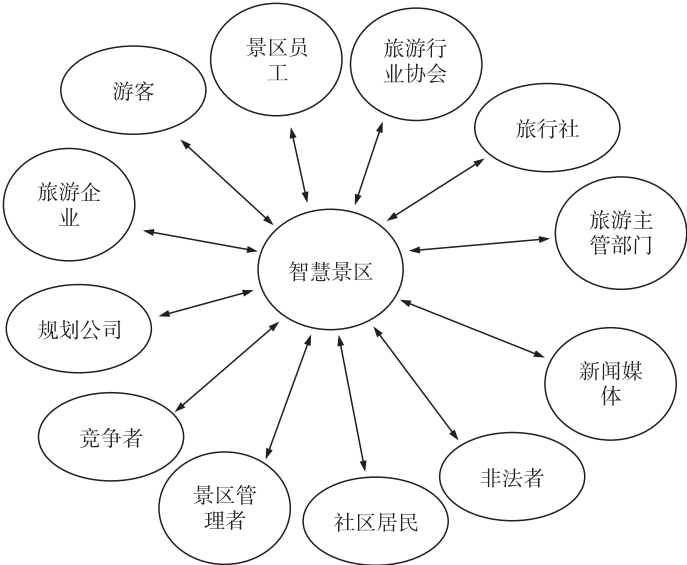 景区员
工
旅游行
业协会
游客
旅行社
旅游企
业
旅游主
管部门
智慧景区
规划公司
新闻媒
体
竞争者
非法者
景区管
理者
社区居民